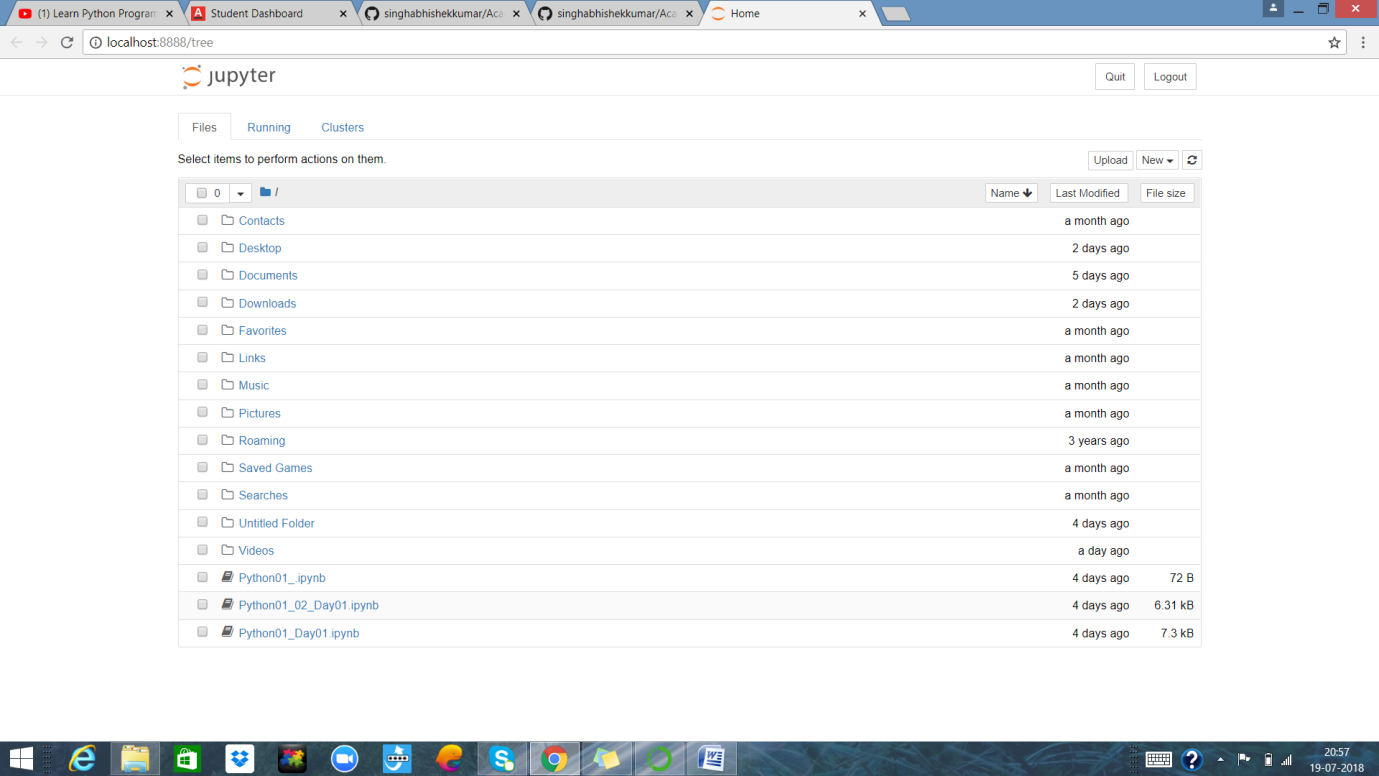 (1) Learn Python Program
Student Dashboard
singhabhishekkumar/Aca
singhabhishekkumar/Aca
Home
localhost:8888/tree
jupyter
Quit
Logout
Files
Running
Clusters
Select items to perform actions on them.
Upload
New
0
/
Name
Last Modified
File size
Contacts a month ago
Desktop 2 days ago
Documents 5 days ago
Downloads 2 days ago
Favorites a month ago
Links a month ago
Music a month ago
Pictures a month ago
Roaming 3 years ago
Saved Games a month ago
Searches a month ago
Untitled Folder 4 days ago
Videos a day ago
Python01_.ipynb 4 days ago 72 B
Python01_02_Day01.ipynb 4 days ago 6.31 kB
Python01_Day01.ipynb 4 days ago 7.3 kB
20:57
19-07-2018